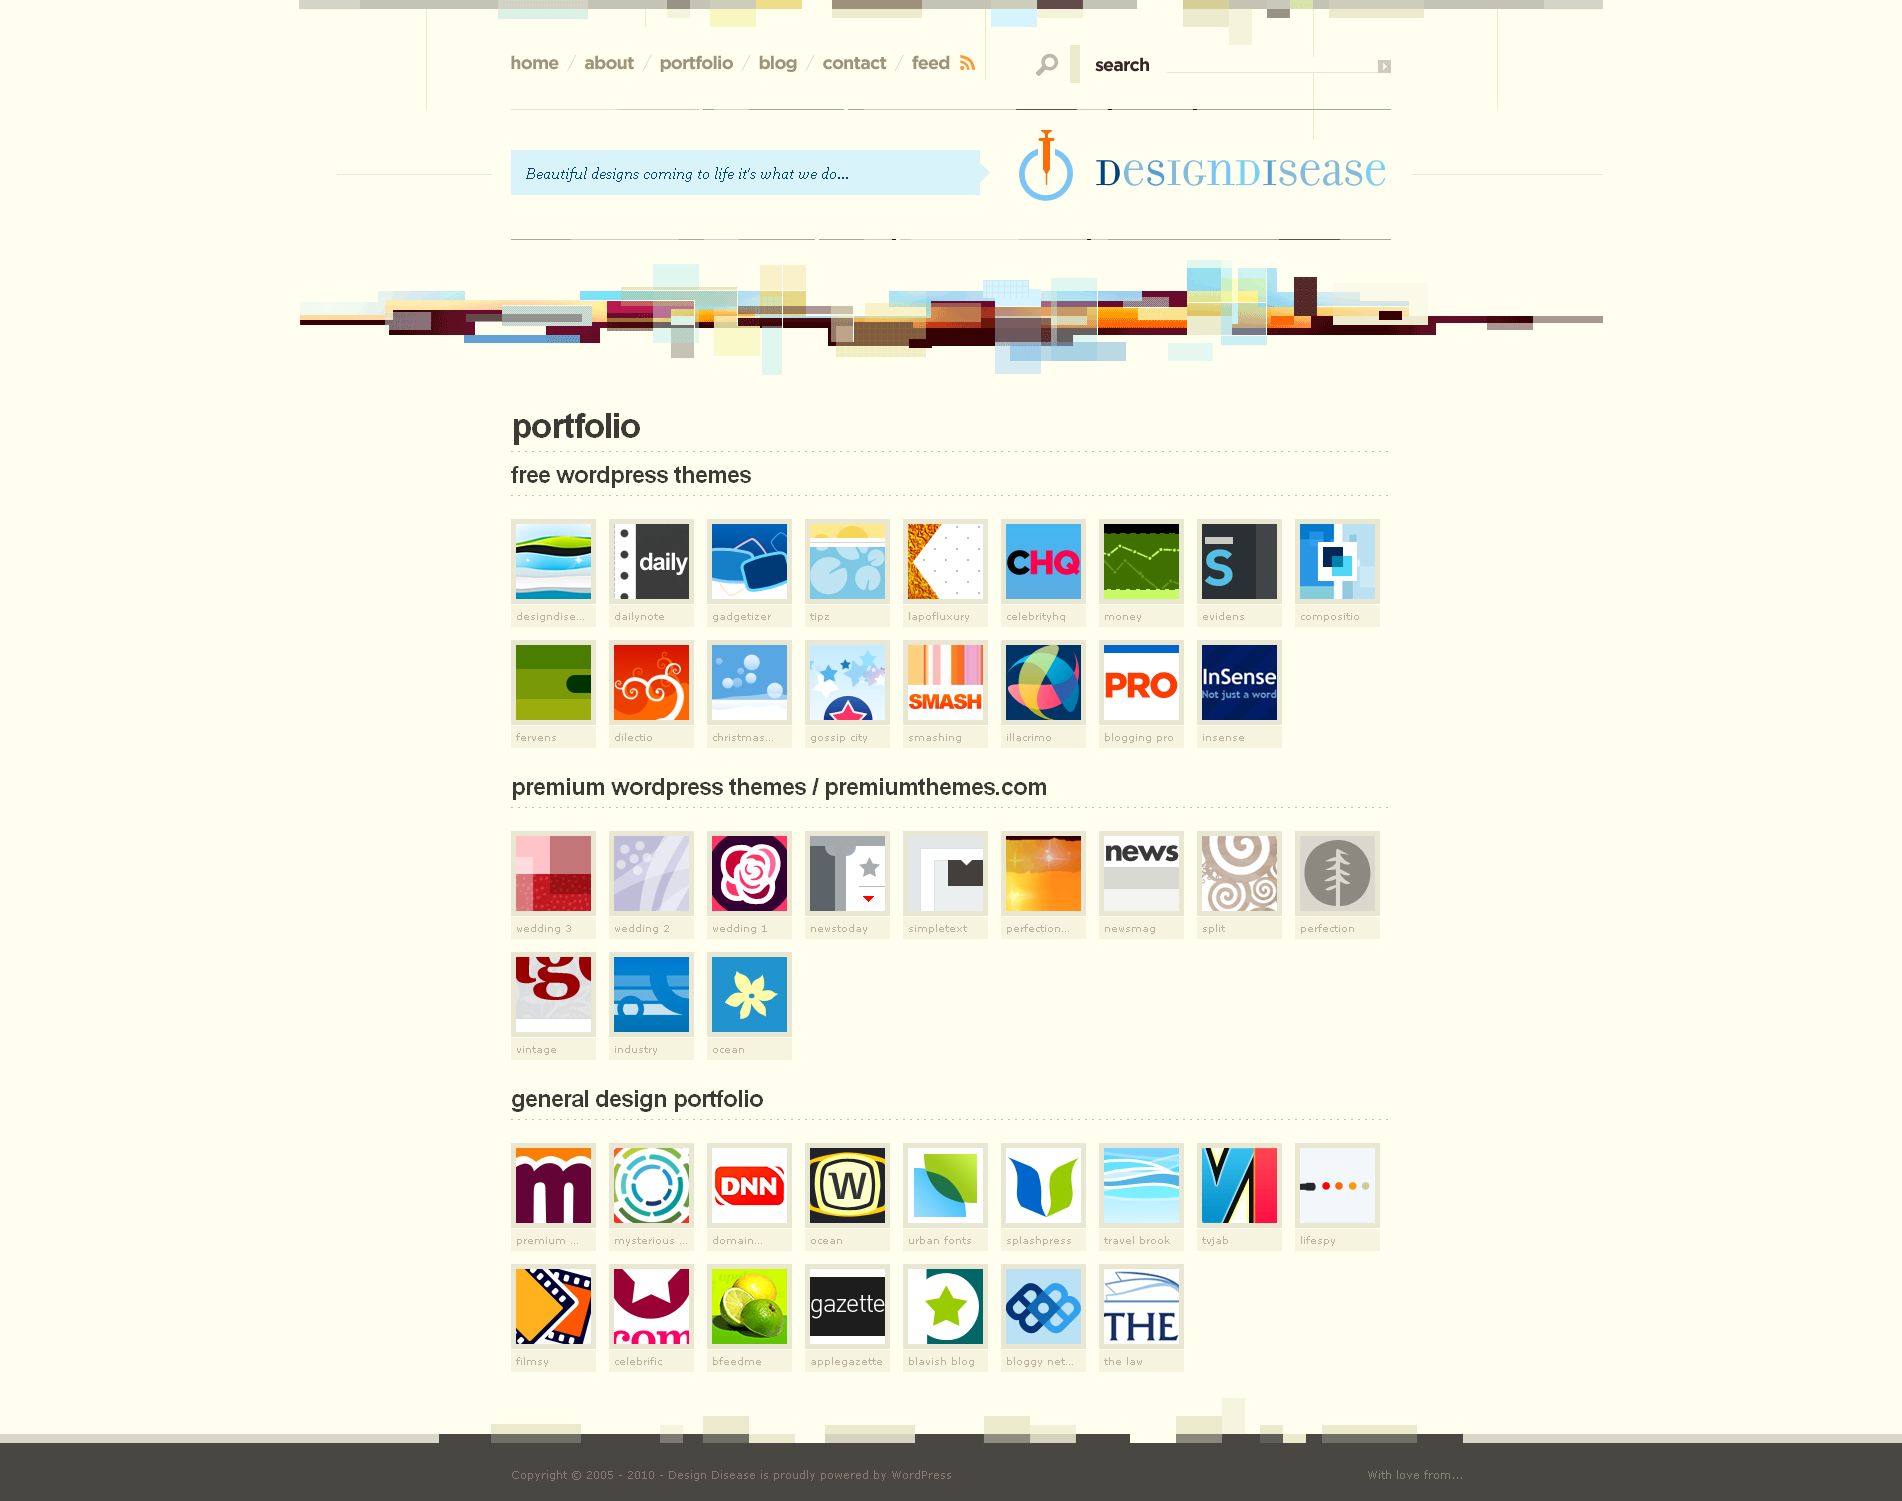 home / about / portfolio / blog / contact / feed
search
Beautiful designs coming to life it's what we do...
DESIGNDISEASE
portfolio
free wordpress themes
daily
CHQ
S
designdise...
dailynote
gadgetizer
tipz
lapofluxury
celebrityhq
money
evidens
compositio
SMASH
PRO
InSense
Not just a word
fervens
dilectio
christmas...
gossip city
smashing
illacrimo
blogging pro
insense
premium wordpress themes / premiumthemes.com
news
wedding 3
wedding 2
wedding 1
newstoday
simpletext
perfection...
newsmag
split
perfection
tge
vintage
industry
ocean
general design portfolio
m
DNN
W
premium ...
mysterious ...
domain...
ocean
urban fonts
splashpress
travel brook
tvjab
lifespy
com
gazette
THE
filmsy
celebrific
bfeedme
applegazette
blavish blog
bloggy net...
the law
Copyright © 2005 - 2010 - Design Disease is proudly powered by WordPress
With love from...